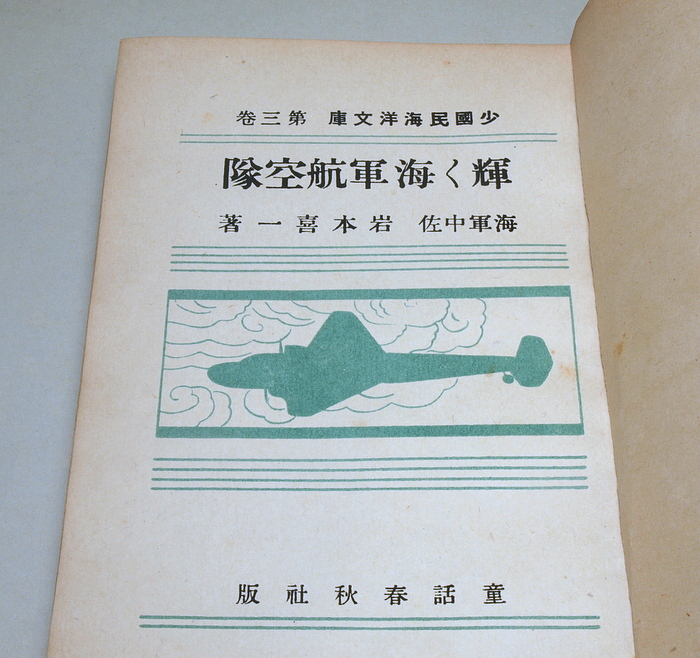 少國民海洋文庫 第三卷
輝く海軍航空隊
海軍中佐 岩本喜一著
童話春秋社版